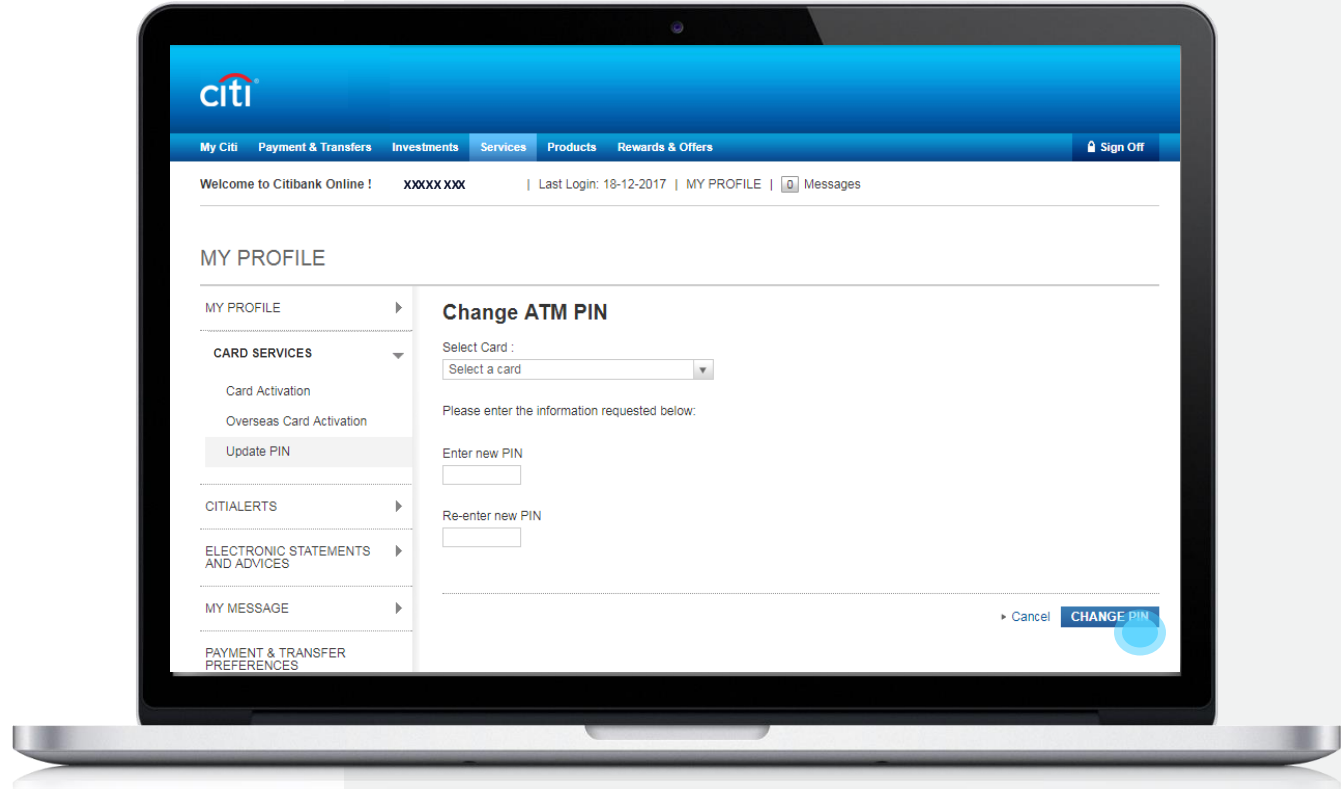 citi
My Citi Payment & Transfers Investments Services Products Rewards & Offers Sign Off
Welcome to Citibank Online ! XXXXX XXX | Last Login: 18-12-2017 | MY PROFILE | 0 Messages
MY PROFILE
MY PROFILE
CARD SERVICES
Card Activation
Overseas Card Activation
Update PIN
CITIALERTS
ELECTRONIC STATEMENTS
AND ADVICES
MY MESSAGE
PAYMENT & TRANSFER
PREFERENCES
Change ATM PIN
Select Card :
Select a card
Please enter the information requested below:
Enter new PIN
Re-enter new PIN
Cancel CHANGE PIN